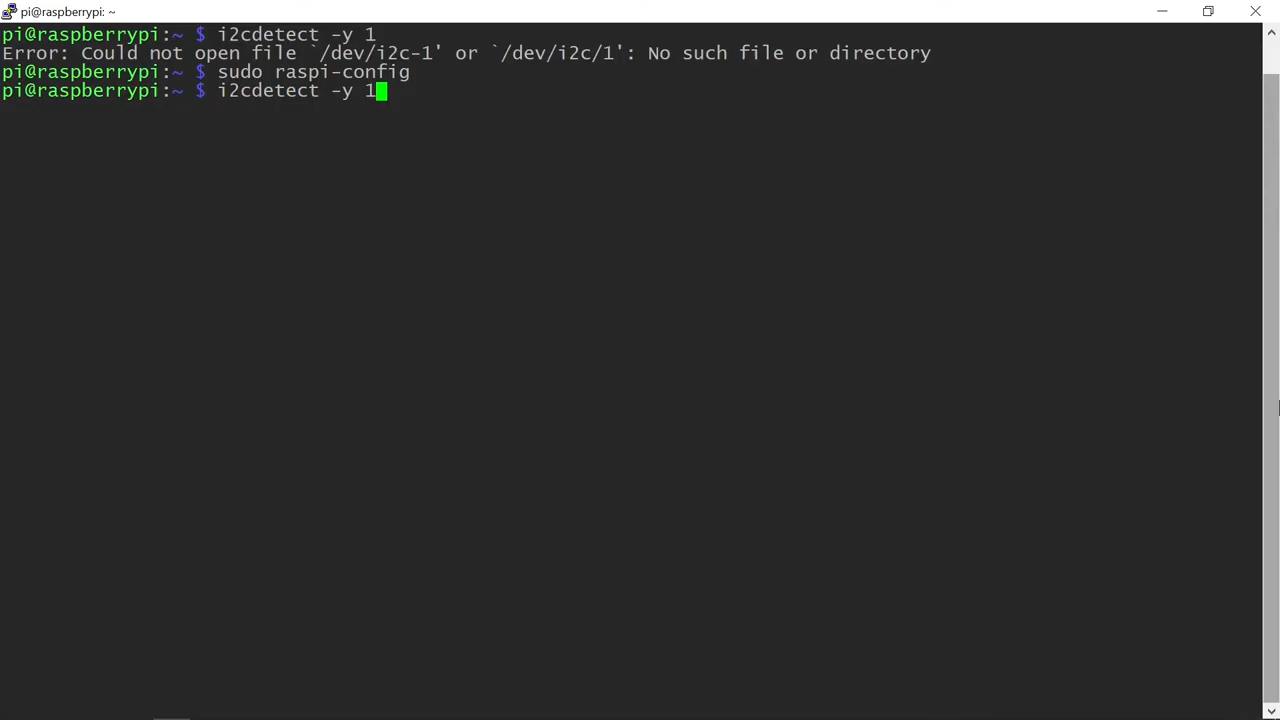 pi@raspberrypi: ~
pi@raspberrypi:~ $ i2cdetect -y 1
Error: Could not open file `/dev/i2c-1' or `/dev/i2c/1': No such file or directory
pi@raspberrypi:~ $ sudo raspi-config
pi@raspberrypi:~ $ i2cdetect -y 1